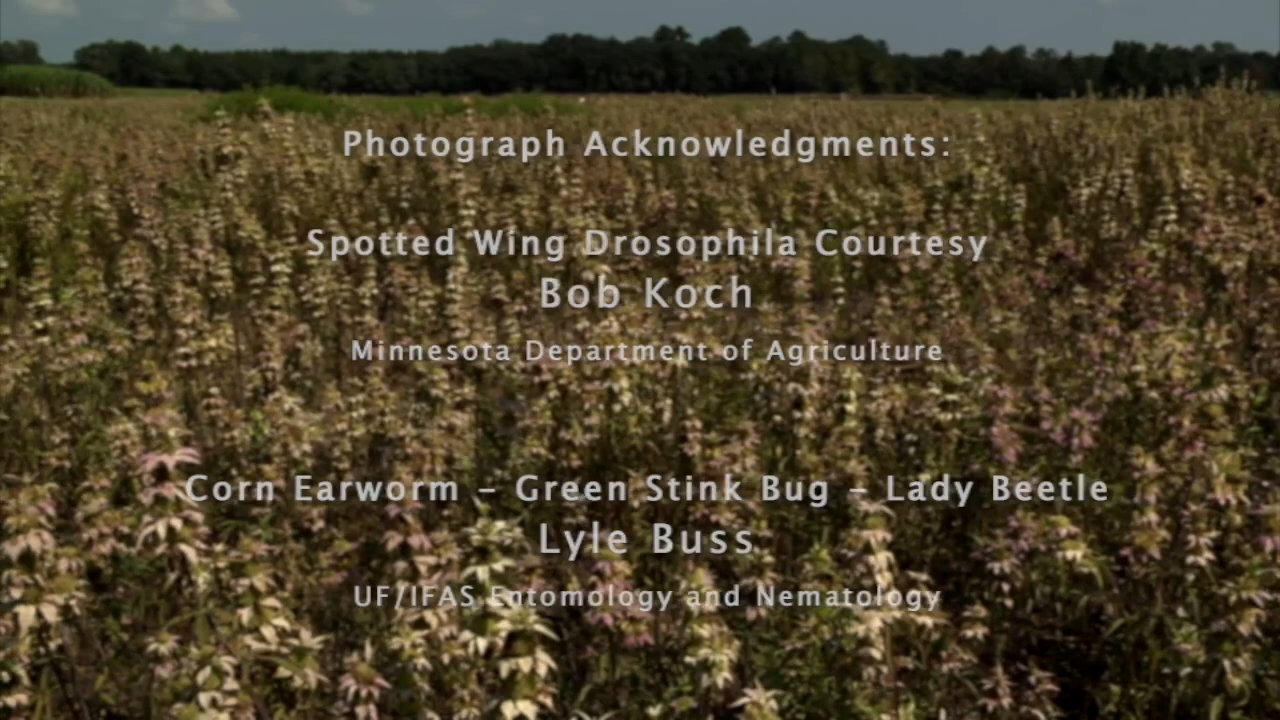 Photograph Acknowledgments:
Spotted Wing Drosophila Courtesy
Bob Koch
Minnesota Department of Agriculture
Corn Earworm – Green Stink Bug – Lady Beetle
Lyle Buss
UF/IFAS Entomology and Nematology